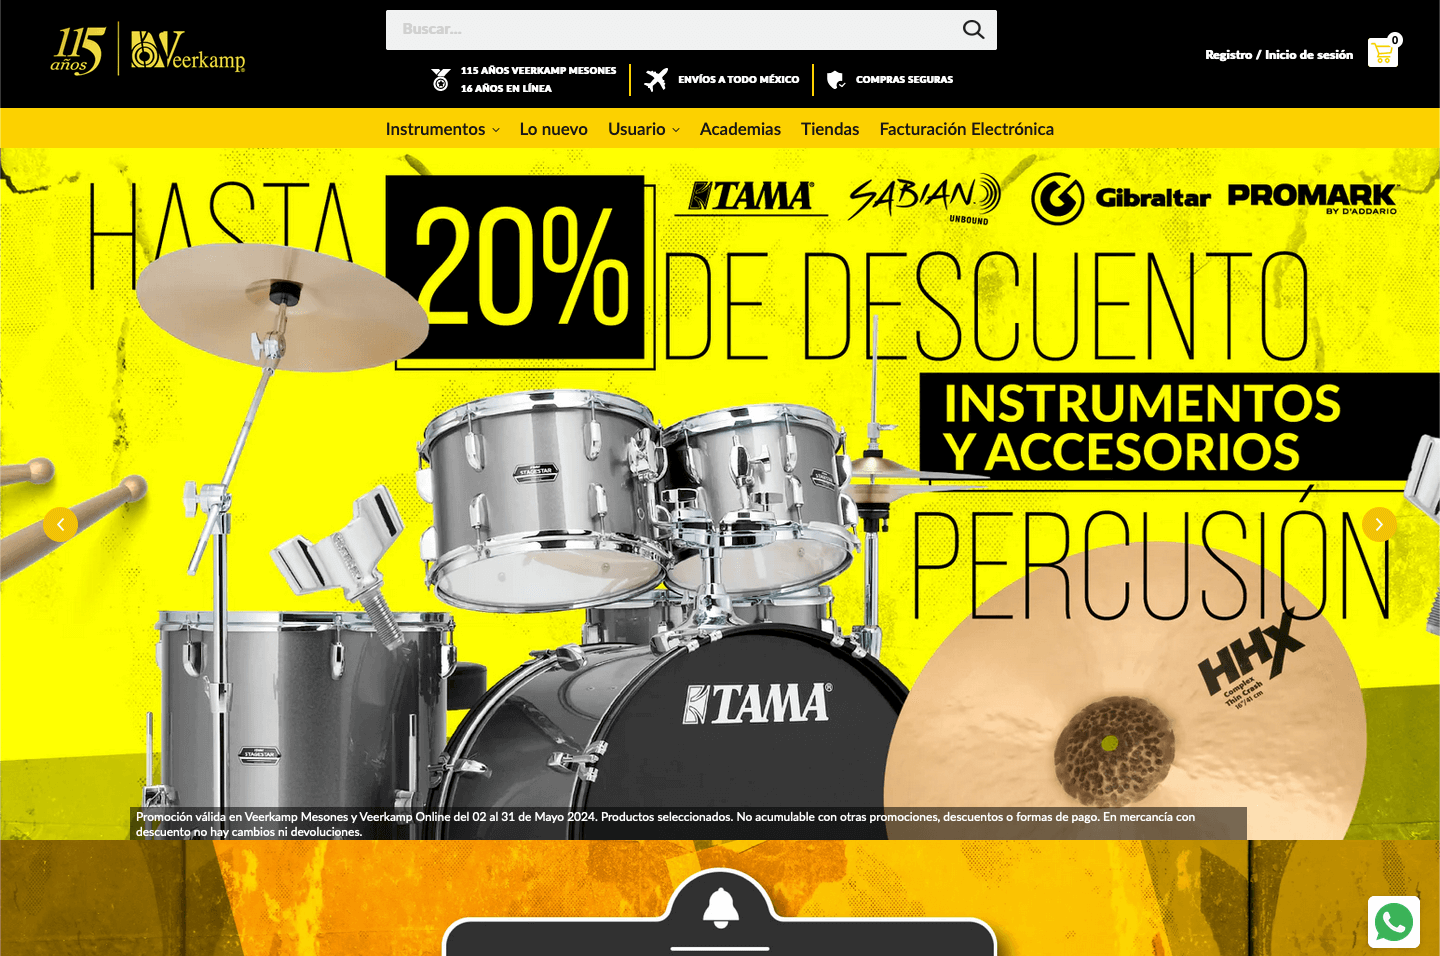 115
años
Veerkamp
Buscar...
115 AÑOS VEERKAMP MESONES
16 AÑOS EN LÍNEA
ENVÍOS A TODO MÉXICO
COMPRAS SEGURAS
Registro / Inicio de sesión
0
Instrumentos
Lo nuevo
Usuario
Academias
Tiendas
Facturación Electrónica
HASTA
20%
DE DESCUENTO
TAMA®
SABIAN
UNBOUND
Gibraltar
PROMARK
BY D'ADDARIO
INSTRUMENTOS
Y ACCESORIOS
PERCUSIÓN
STAGESTAR
STAGESTAR
TAMA®
HHX
Complex
Thin Crash
16"/41 cm
Promoción válida en Veerkamp Mesones y Veerkamp Online del 02 al 31 de Mayo 2024. Productos seleccionados. No acumulable con otras promociones, descuentos o formas de pago. En mercancía con
descuento no hay cambios ni devoluciones.